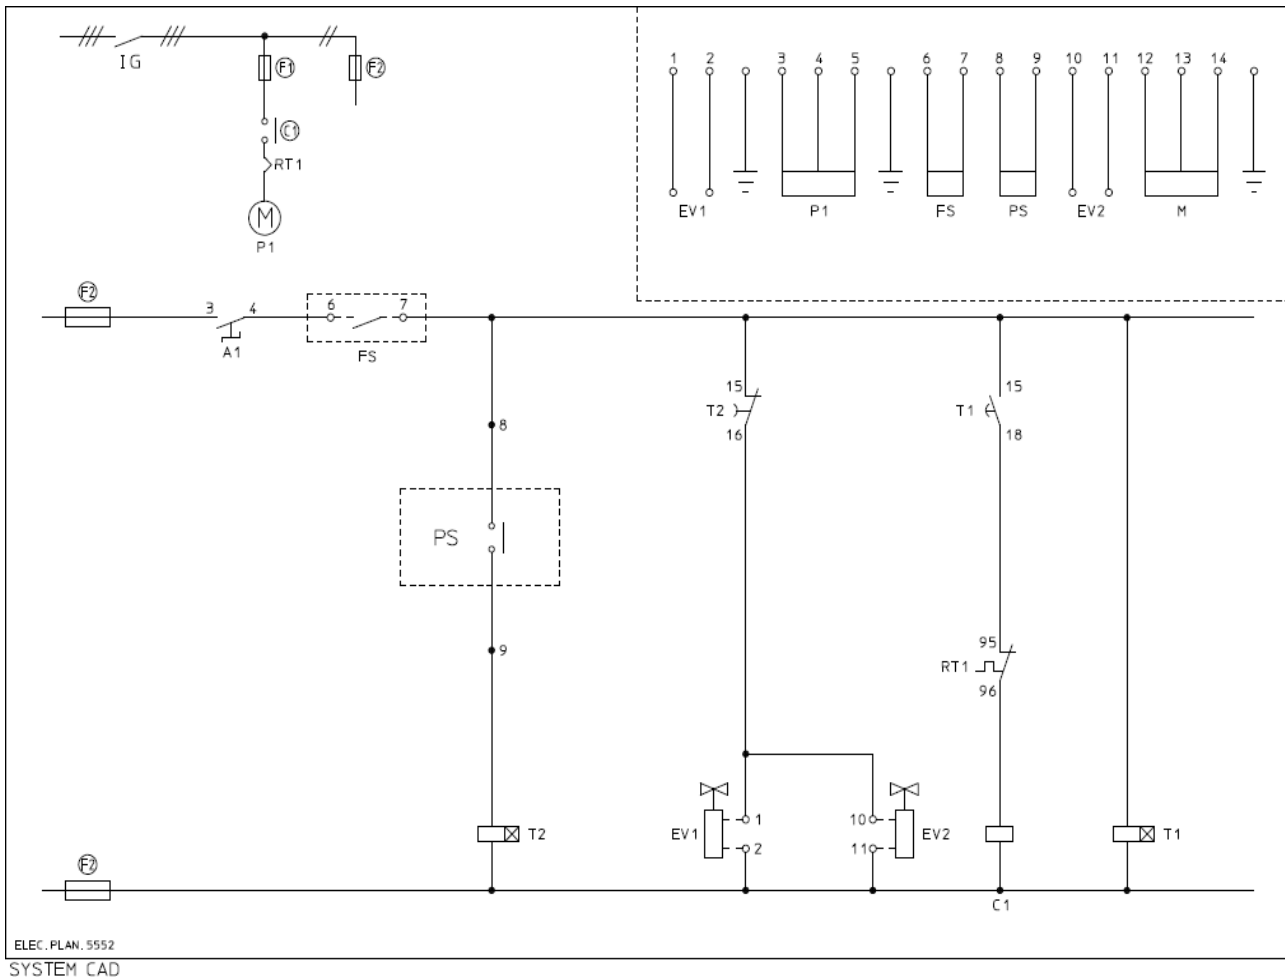 IG
F1
F2
C1
RT1
M
P1
1 2 3 4 5 6 7 8 9 10 11 12 13 14
EV1 P1 FS PS EV2 M
F2
3 4
A1
6 7
FS
8
PS
9
T2
15
T2
16
15
T1
18
95
RT1
96
EV1
1
2
10
11
EV2
T1
F2
C1
ELEC.PLAN.5552
SYSTEM CAD